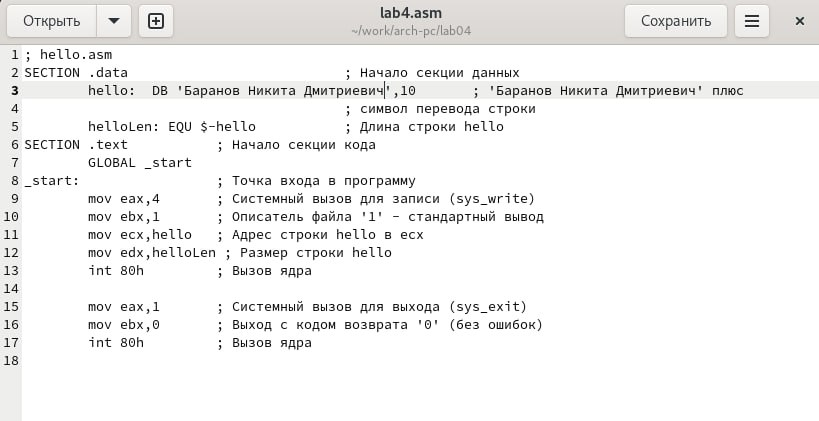 Открыть
lab4.asm
~/work/arch-pc/lab04
Сохранить
1 ; hello.asm
2 SECTION .data                           ; Начало секции данных
3         hello:  DB 'Баранов Никита Дмитриевич',10       ; 'Баранов Никита Дмитриевич' плюс
4                                         ; символ перевода строки
5         helloLen: EQU $-hello           ; Длина строки hello
6 SECTION .text           ; Начало секции кода
7         GLOBAL _start
8 _start:                 ; Точка входа в программу
9         mov eax,4       ; Системный вызов для записи (sys_write)
10         mov ebx,1       ; Описатель файла '1' - стандартный вывод
11         mov ecx,hello   ; Адрес строки hello в ecx
12         mov edx,helloLen ; Размер строки hello
13         int 80h         ; Вызов ядра
14
15         mov eax,1       ; Системный вызов для выхода (sys_exit)
16         mov ebx,0       ; Выход с кодом возврата '0' (без ошибок)
17         int 80h         ; Вызов ядра
18